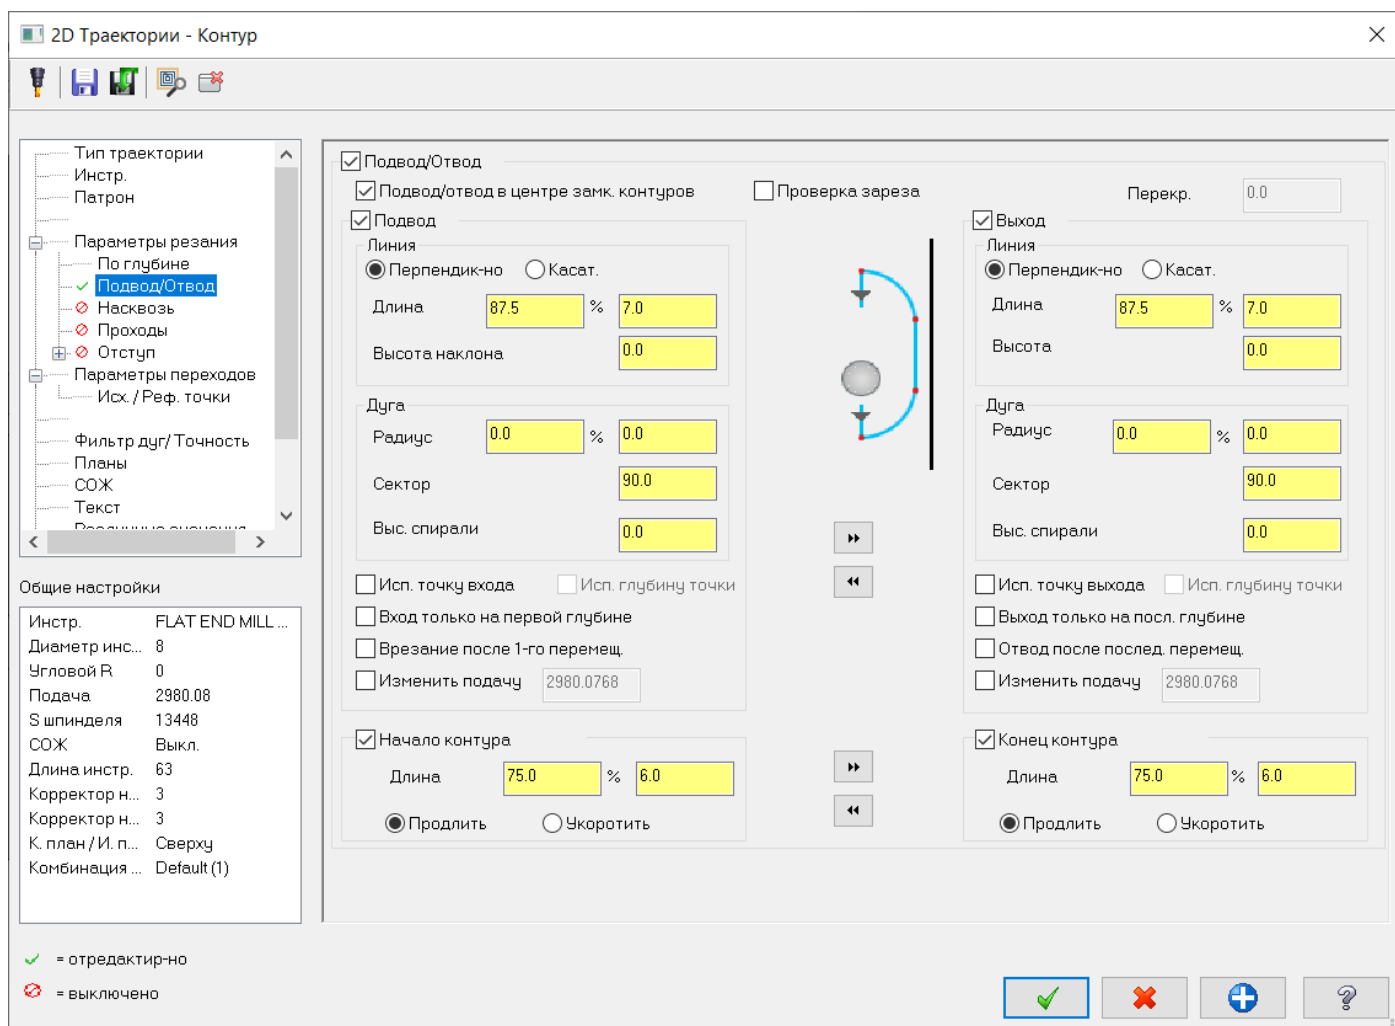 2D Траектории - Контур
Тип траектории
Инстр.
Патрон
Параметры резания
По глубине
Подвод/Отвод
Насквозь
Проходы
Отступ
Параметры переходов
Исх. / Реф. точки
Фильтр дуг/ Точность
Планы
СОЖ
Текст
Общие настройки
Инстр. FLAT END MILL ...
Диаметр инс... 8
Угловой R 0
Подача 2980.08
S шпинделя 13448
СОЖ Выкл.
Длина инстр. 63
Корректор н... 3
Корректор н... 3
К. план / И. п... Сверху
Комбинация ... Default (1)
= отредактир-но
= выключено
Подвод/Отвод
Подвод/отвод в центре замк. контуров Проверка зареза Перекр. 0.0
Подвод
Линия
Перпендик-но Касат.
Длина 87.5 % 7.0
Высота наклона 0.0
Дуга
Радиус 0.0 % 0.0
Сектор 90.0
Выс. спирали 0.0
Исп. точку входа Исп. глубину точки
Вход только на первой глубине
Врезание после 1-го перемещ.
Изменить подачу 2980.0768
Начало контура
Длина 75.0 % 6.0
Продлить Укоротить
Выход
Линия
Перпендик-но Касат.
Длина 87.5 % 7.0
Высота 0.0
Дуга
Радиус 0.0 % 0.0
Сектор 90.0
Выс. спирали 0.0
Исп. точку выхода Исп. глубину точки
Выход только на посл. глубине
Отвод после послед. перемещ.
Изменить подачу 2980.0768
Конец контура
Длина 75.0 % 6.0
Продлить Укоротить